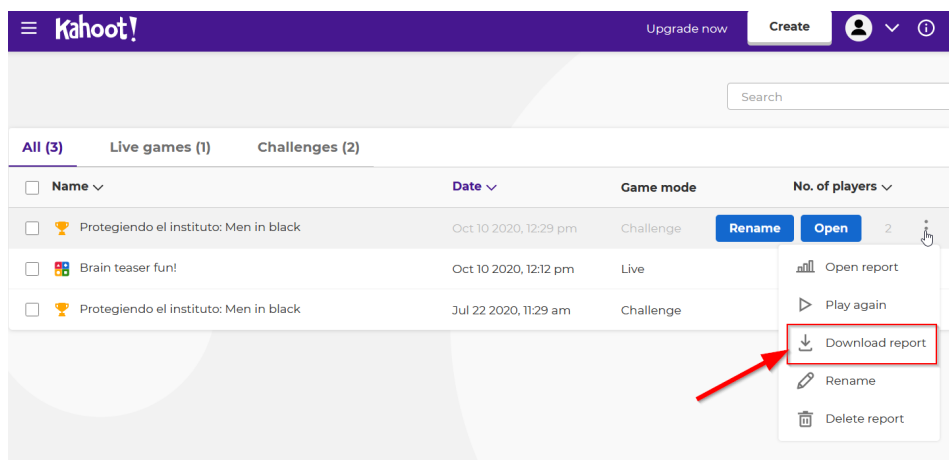 Kahoot! Upgrade now Create
Search
All (3) Live games (1) Challenges (2)
Name Date Game mode No. of players
Protegiendo el instituto: Men in black Oct 10 2020, 12:29 pm Challenge Rename Open 2
Brain teaser fun! Oct 10 2020, 12:12 pm Live
Protegiendo el instituto: Men in black Jul 22 2020, 11:29 am Challenge
Open report
Play again
Download report
Rename
Delete report